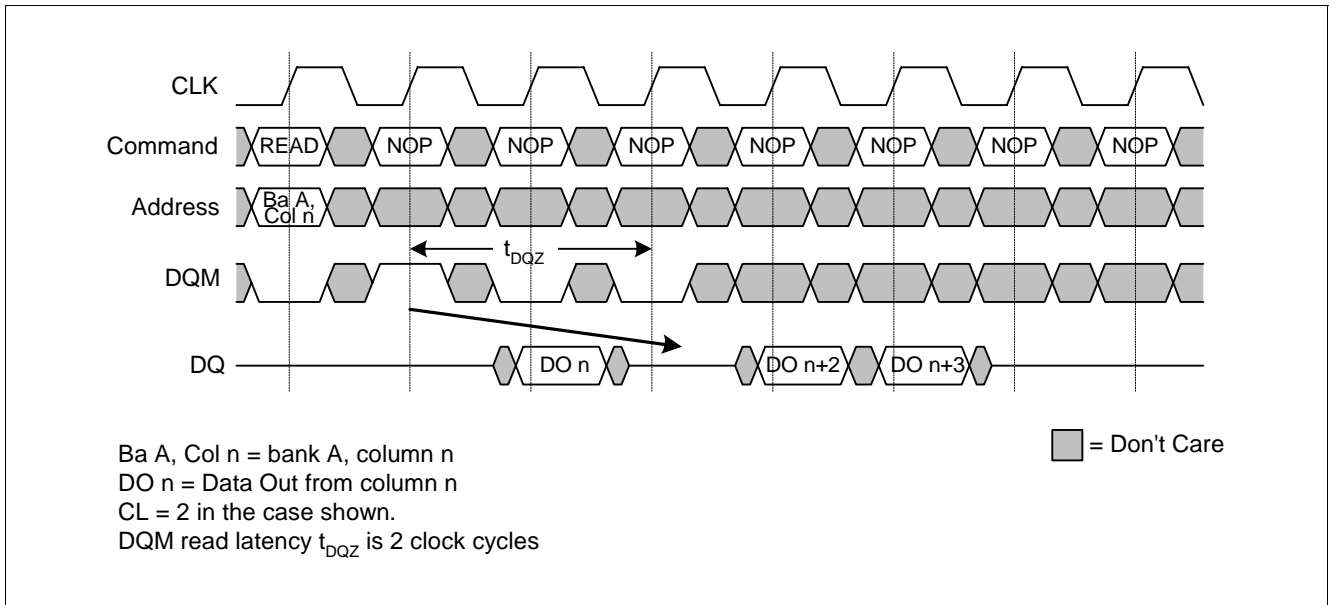 CLK
Command READ NOP NOP NOP NOP NOP NOP NOP
Address Ba A,
Col n
tDQZ
DQM
DQ DO n DO n+2 DO n+3
Ba A, Col n = bank A, column n
DO n = Data Out from column n
CL = 2 in the case shown.
DQM read latency tDQZ is 2 clock cycles
= Don't Care